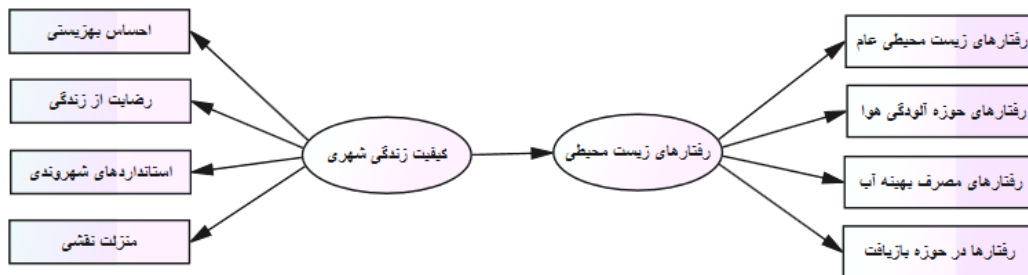 احساس بهزیستی
رضایت از زندگی
استانداردهای شهروندی
منزلت نقشی
کیفیت زندگی شهری
رفتارهای زیست محیطی
رفتارهای زیست محیطی عام
رفتارهای حوزه آلودگی هوا
رفتارهای مصرف بهینه آب
رفتارها در حوزه بازیافت